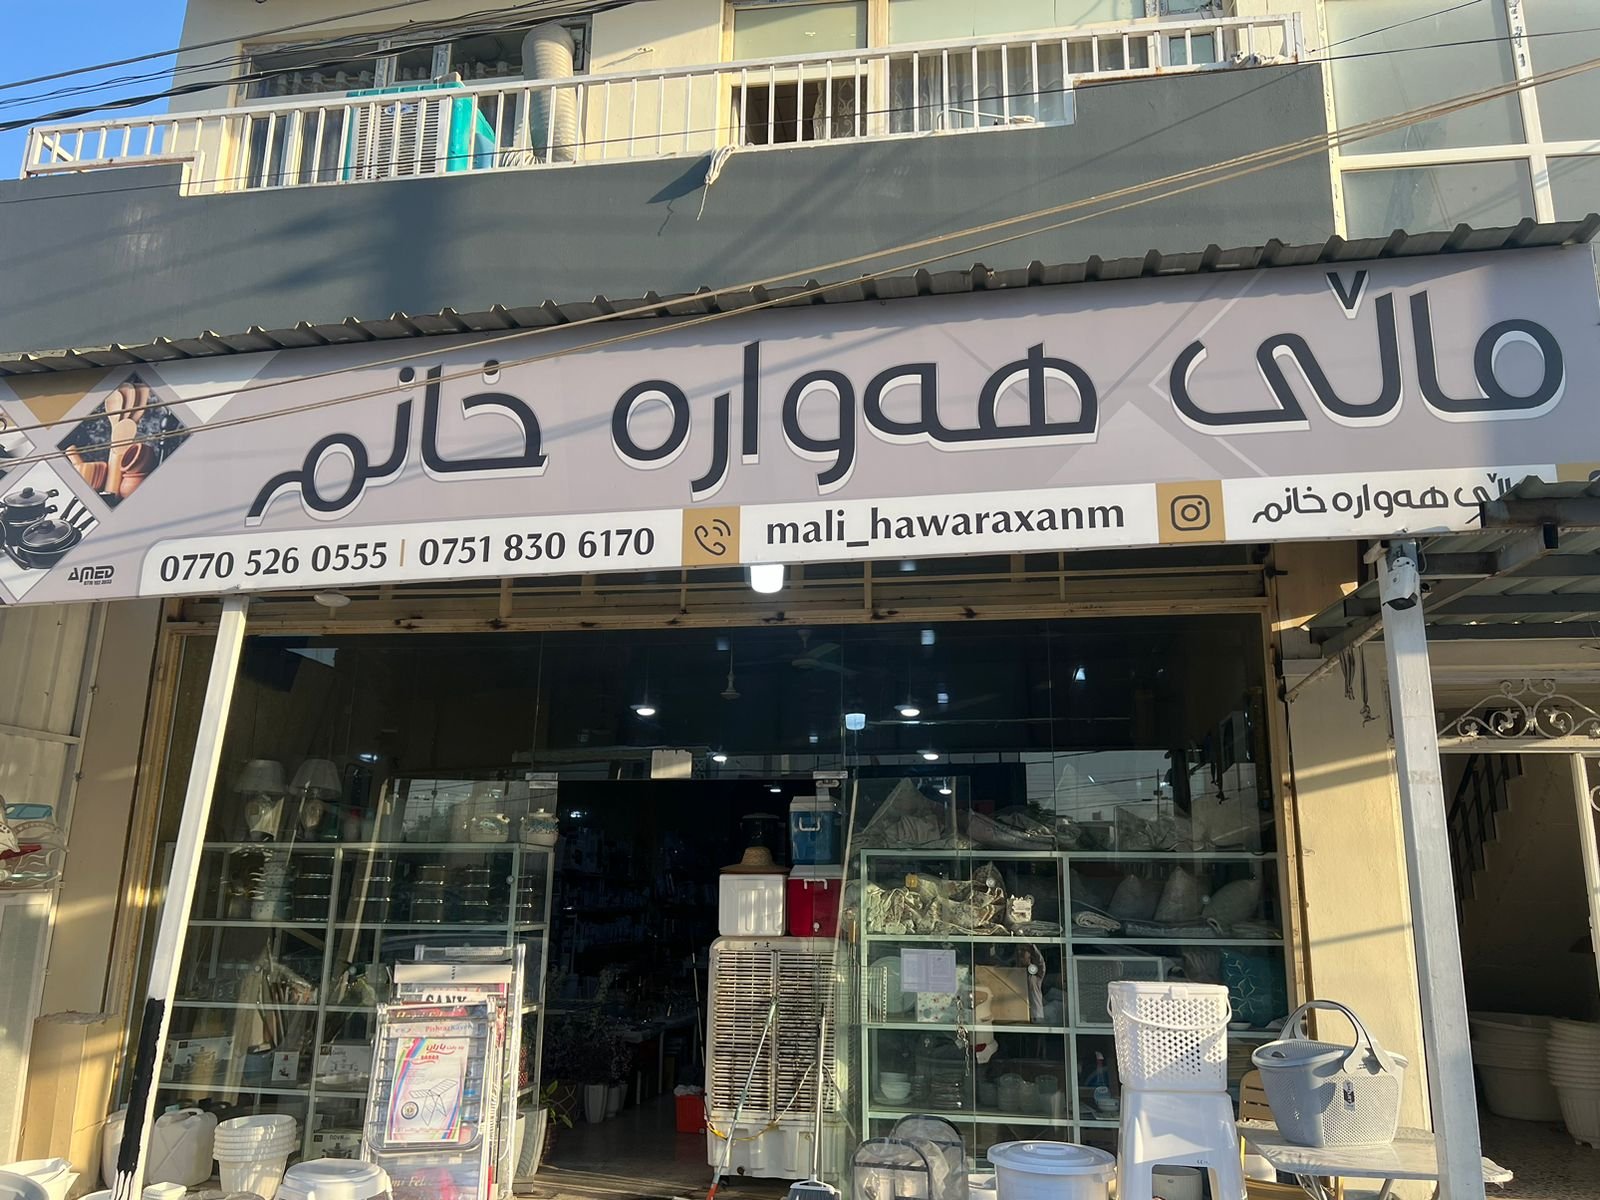 ماڵی هەوارە خانم
0770 526 0555 | 0751 830 6170
mali_hawaraxanm
ماڵی هەوارە خانم
AMED